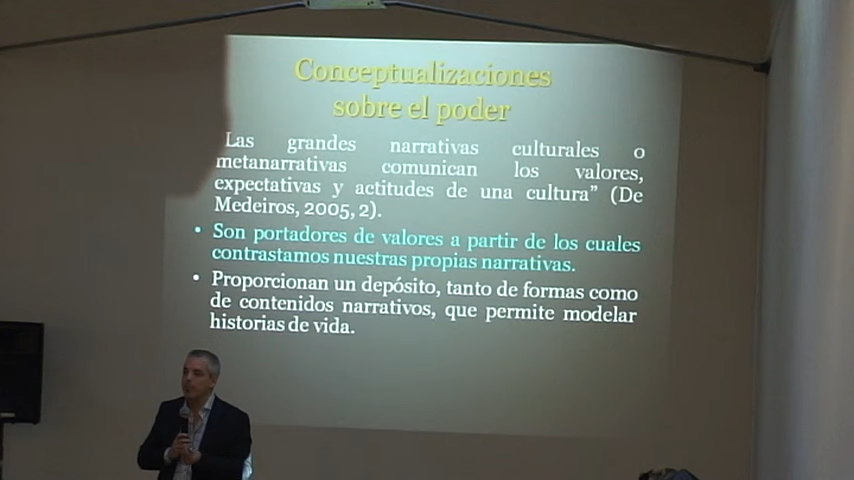 Conceptualizaciones
sobre el poder
Las grandes narrativas culturales o
metanarrativas comunican los valores,
expectativas y actitudes de una cultura” (De
Medeiros, 2005, 2).
• Son portadores de valores a partir de los cuales
contrastamos nuestras propias narrativas.
• Proporcionan un depósito, tanto de formas como
de contenidos narrativos, que permite modelar
historias de vida.